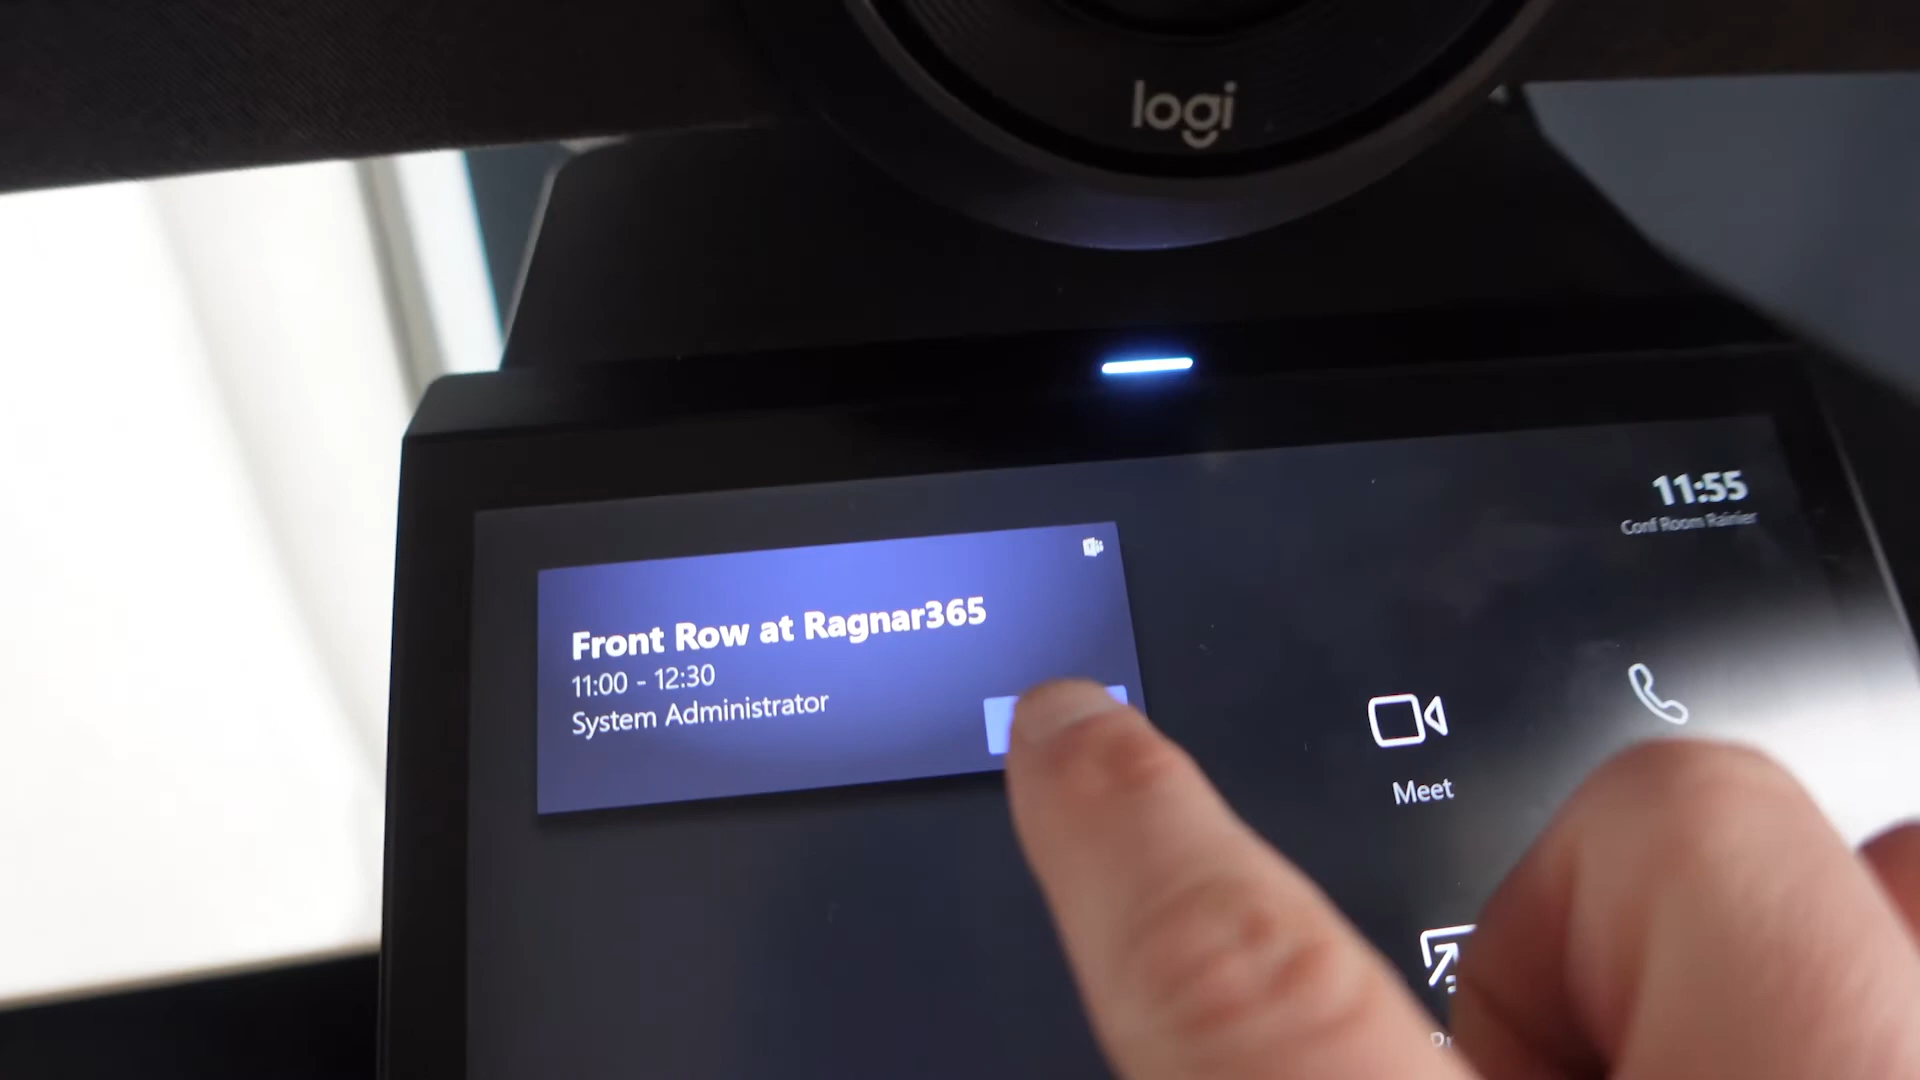 logi
11:55
Conf Room Rainier
Front Row at Ragnar365
11:00 - 12:30
System Administrator
Meet